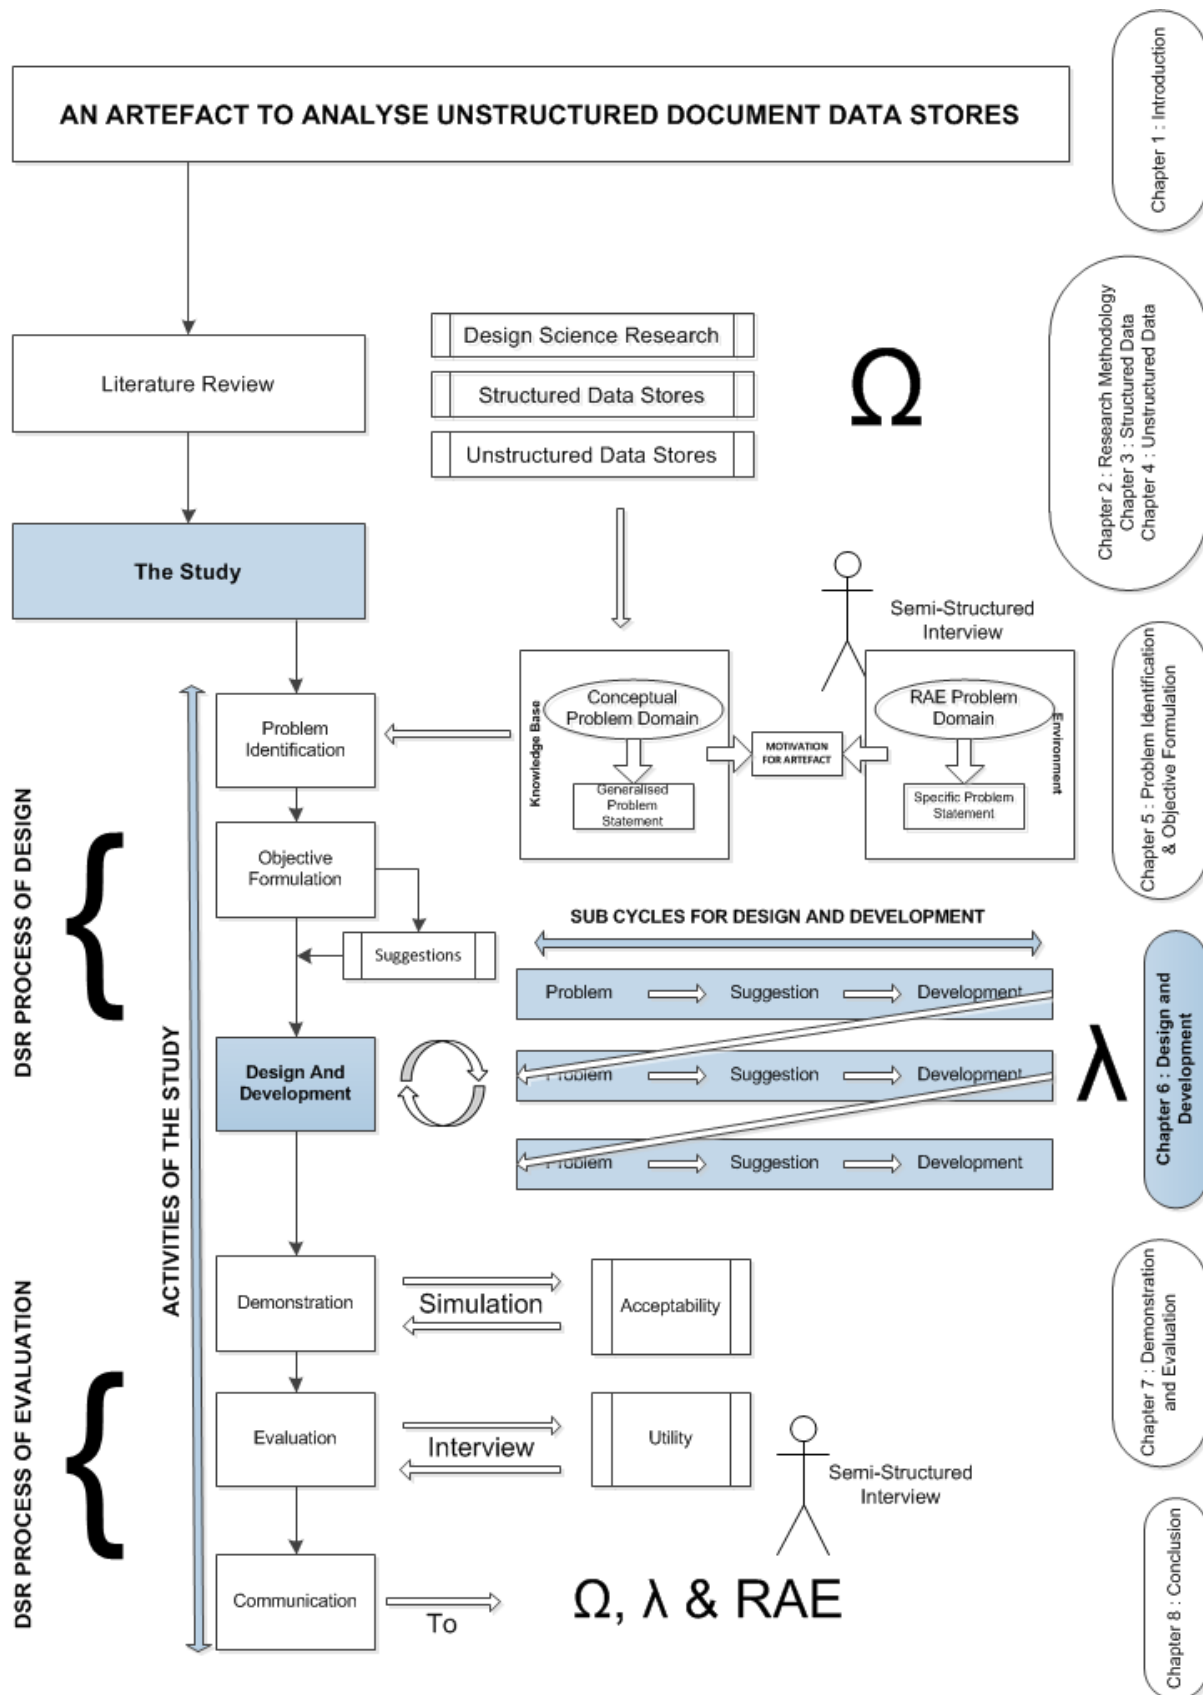 AN ARTEFACT TO ANALYSE UNSTRUCTURED DOCUMENT DATA STORES
Chapter 1 : Introduction
Literature Review
Design Science Research
Structured Data Stores
Unstructured Data Stores
Ω
Chapter 2 : Research Methodology
Chapter 3 : Structured Data
Chapter 4 : Unstructured Data
The Study
Semi-Structured
Interview
Problem
Identification
Knowledge Base
Conceptual
Problem Domain
Generalised
Problem
Statement
MOTIVATION
FOR ARTEFACT
RAE Problem
Domain
Specific Problem
Statement
Environment
Chapter 5 : Problem Identification
& Objective Formulation
DSR PROCESS OF DESIGN
{
Objective
Formulation
Suggestions
ACTIVITIES OF THE STUDY
SUB CYCLES FOR DESIGN AND DEVELOPMENT
Design And
Development
Problem
Suggestion
Development
Problem
Suggestion
Development
Problem
Suggestion
Development
λ
Chapter 6 : Design and
Development
DSR PROCESS OF EVALUATION
{
Demonstration
Simulation
Acceptability
Chapter 7 : Demonstration
and Evaluation
Evaluation
Interview
Utility
Semi-Structured
Interview
Communication
To
Ω, λ & RAE
Chapter 8 : Conclusion